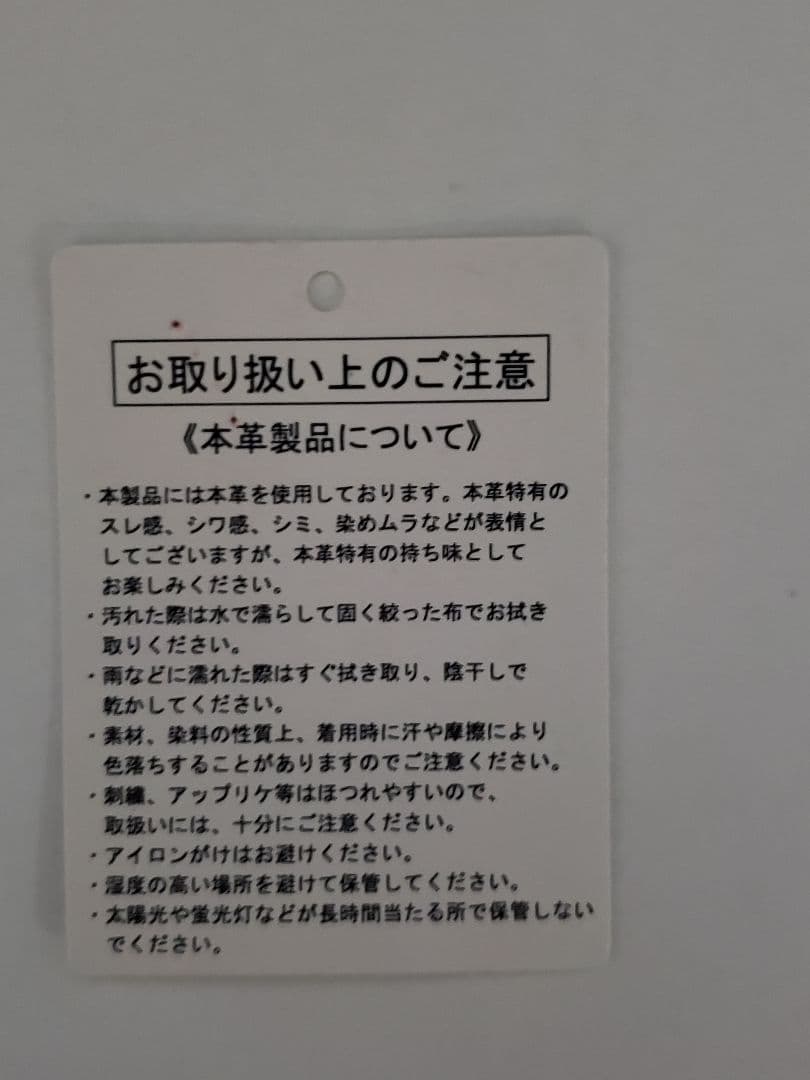 お取り扱い上のご注意
《本革製品について》
・本製品には本革を使用しております。本革特有の
スレ感、シワ感、シミ、染めムラなどが表情と
してございますが、本革特有の持ち味として
お楽しみください。
・汚れた際は水で濡らして固く絞った布でお拭き
取りください。
・雨などに濡れた際はすぐ拭き取り、陰干しで
乾かしてください。
・素材、染料の性質上、着用時に汗や摩擦により
色落ちすることがありますのでご注意ください。
・刺繍、アップリケ等はほつれやすいので、
取扱いには、十分にご注意ください。
・アイロンがけはお避けください。
・湿度の高い場所を避けて保管してください。
・太陽光や蛍光灯などが長時間当たる所で保管しない
でください。